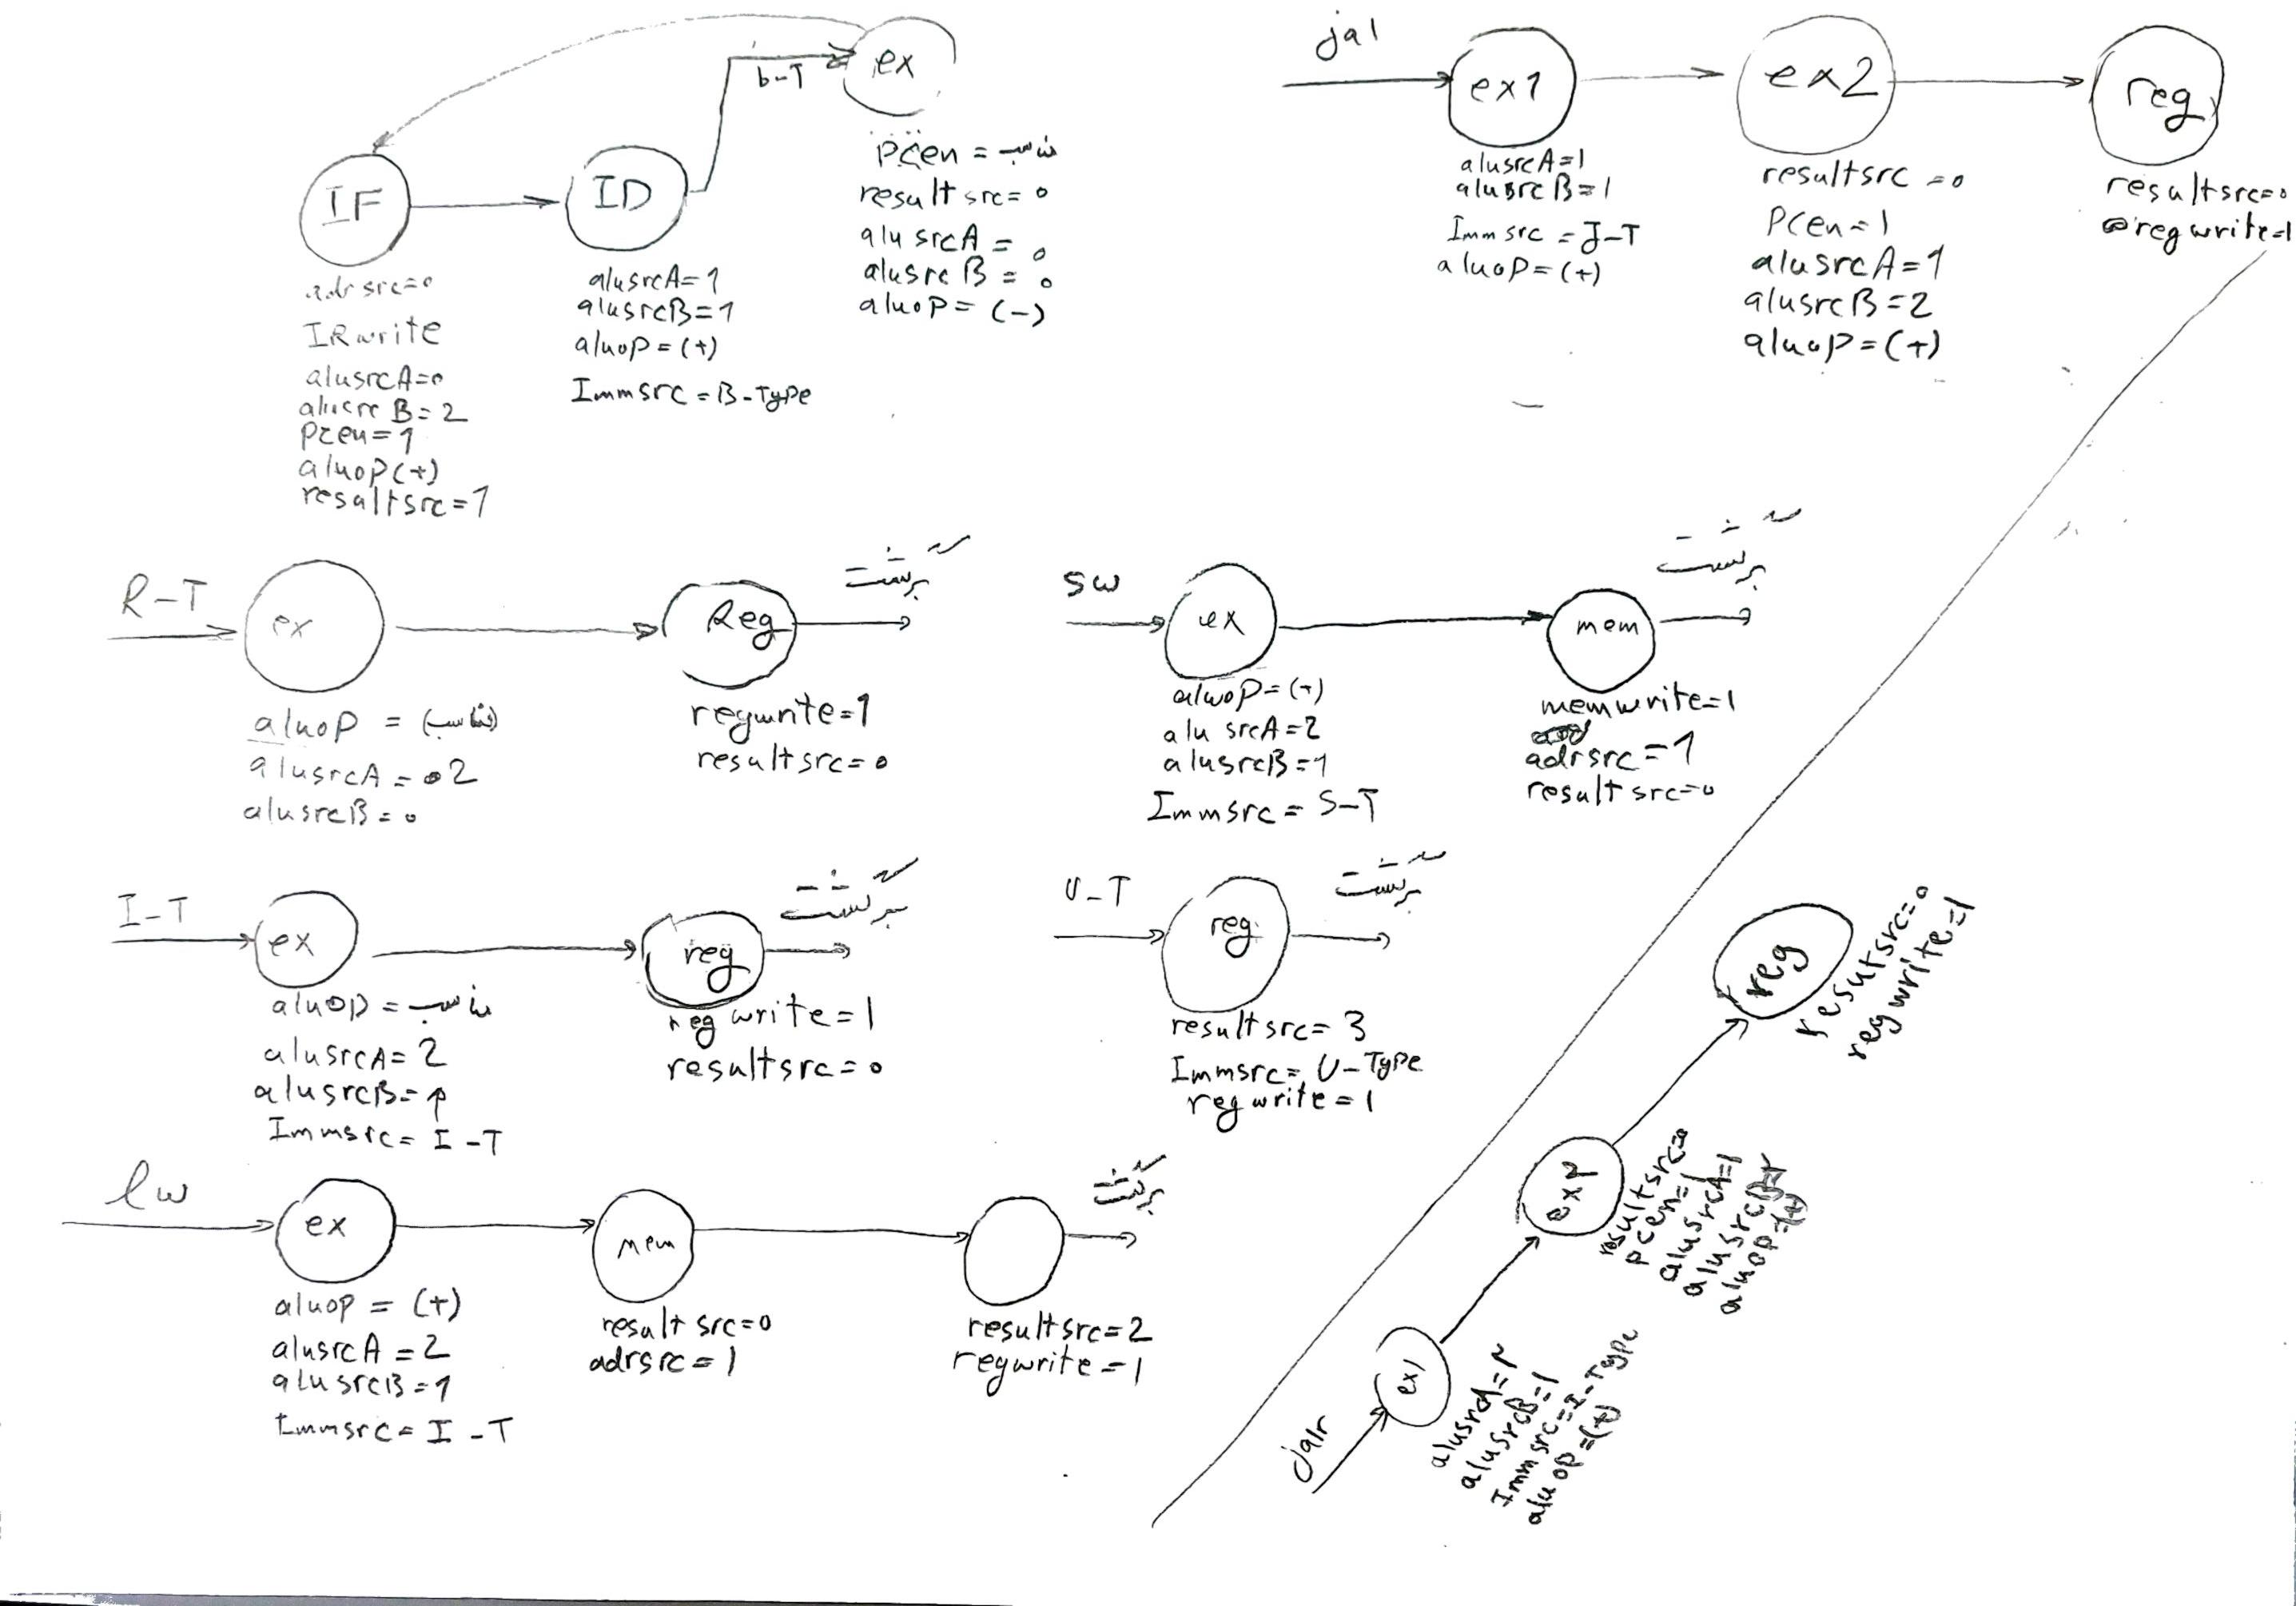 b-T
ex
Pcen = مناسب
result src= 0
alu srcA = 0
alusrc B = 0
aluop = (-)
IF
adr src=0
IRwrite
alusrcA=0
alusrc B=2
Pcen=1
aluop(+)
resultsrc=1
ID
alusrcA=1
alusrcB=1
aluop=(+)
Immsrc =B-Type
jal
ex1
alusrcA=1
alusrcB=1
Imm src =J-T
aluop=(+)
ex2
resultsrc =0
PCen=1
alusrcA=1
alusrcB=2
aluop=(+)
reg
resultsrc=0
regwrite=1
R-T
ex
aluop = (مناسب)
alusrcA = 2
alusrcB=0
Reg
regwrite=1
resultsrc=0
برگشت
sw
ex
aluop=(+)
alu srcA=2
alusrcB=1
Immsrc = S-T
mem
memwrite=1
adrsrc=1
result src=0
برگشت
I-T
ex
aluop = مناسب
alusrcA=2
alusrcB=1
Immsrc= I-T
reg
reg write=1
resultsrc=0
برگشت
U-T
reg
resultsrc=3
Immsrc= U-Type
reg write=1
برگشت
lw
ex
aluop = (+)
alusrcA =2
alusrcB=1
Immsrc= I-T
mem
result src=0
adrsrc=1
resultsrc=2
regwrite=1
برگشت
jalr
ex1
alusrcA=2
alusrcB=1
Imm src=I-Type
aluop=(+)
ex2
resultsrc=0
pcen=1
alusrcA=1
alusrcB=2
aluop=(+)
reg
resutsrc=0
regwrite=1